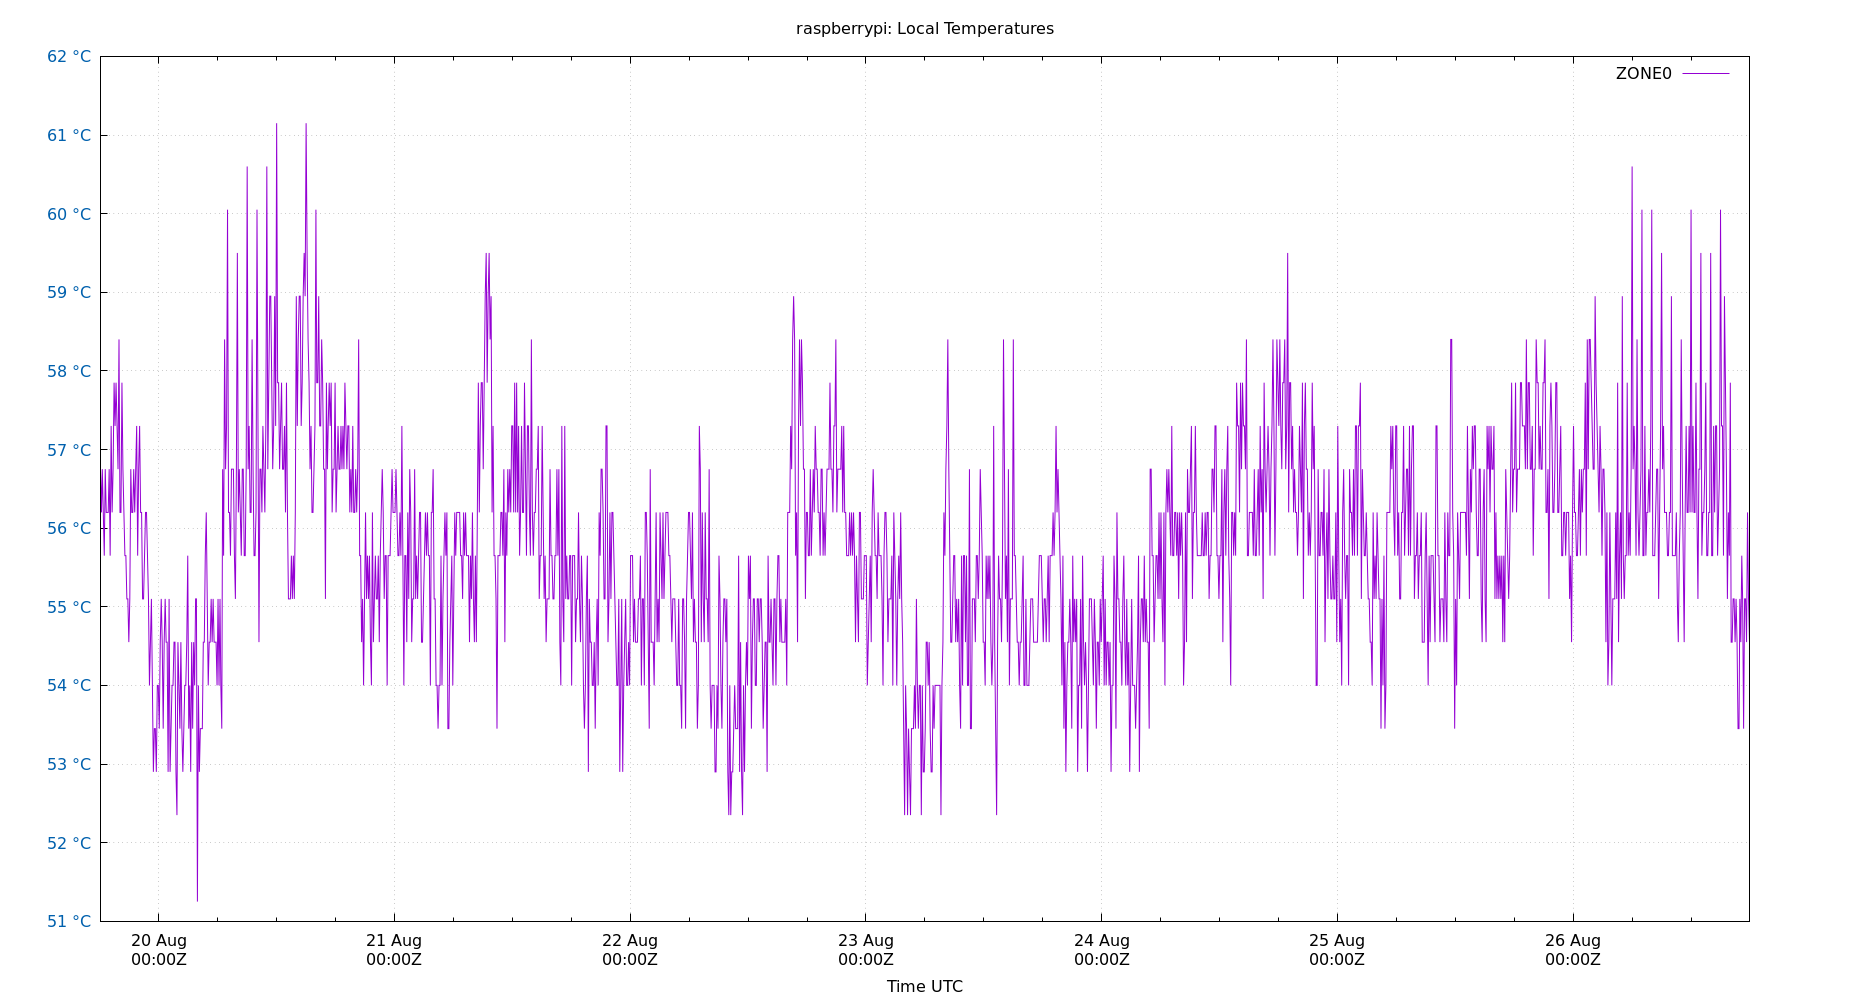 raspberrypi: Local Temperatures
62 °C
ZONE0
61 °C
60 °C
59 °C
58 °C
57 °C
56 °C
55 °C
54 °C
53 °C
52 °C
51 °C
20 Aug 21 Aug 22 Aug 23 Aug 24 Aug 25 Aug 26 Aug
00:00Z 00:00Z 00:00Z 00:00Z 00:00Z 00:00Z 00:00Z
Time UTC